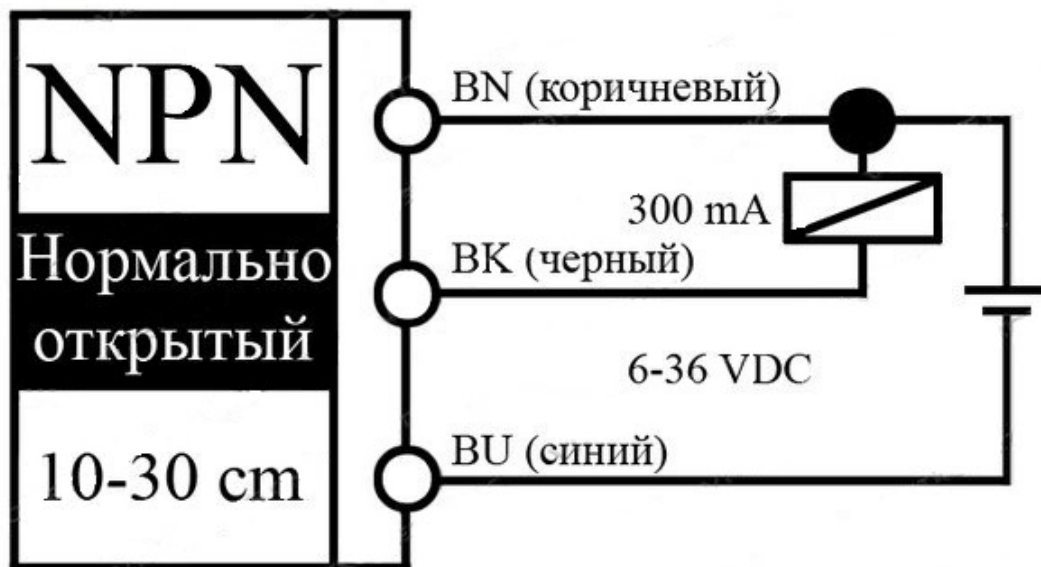 NPN
Нормально
открытый
10-30 cm
BN (коричневый)
300 mA
BK (черный)
6-36 VDC
BU (синий)